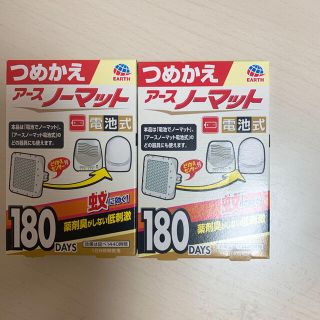 つめかえ
EARTH
アース ノーマット
電池式
本品は「電池でノーマット」、
「アースノーマット電池式」の
どの器具にも使えます。
蚊に効く!
薬剤臭がしない低刺激
180
DAYS
つめかえ
EARTH
アース ノーマット
電池式
本品は「電池でノーマット」、
「アースノーマット電池式」の
どの器具にも使えます。
蚊に効く!
薬剤臭がしない低刺激
180
DAYS